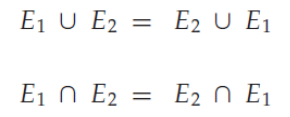 E₁ ∪ E₂ = E₂ ∪ E₁
E₁ ∩ E₂ = E₂ ∩ E₁